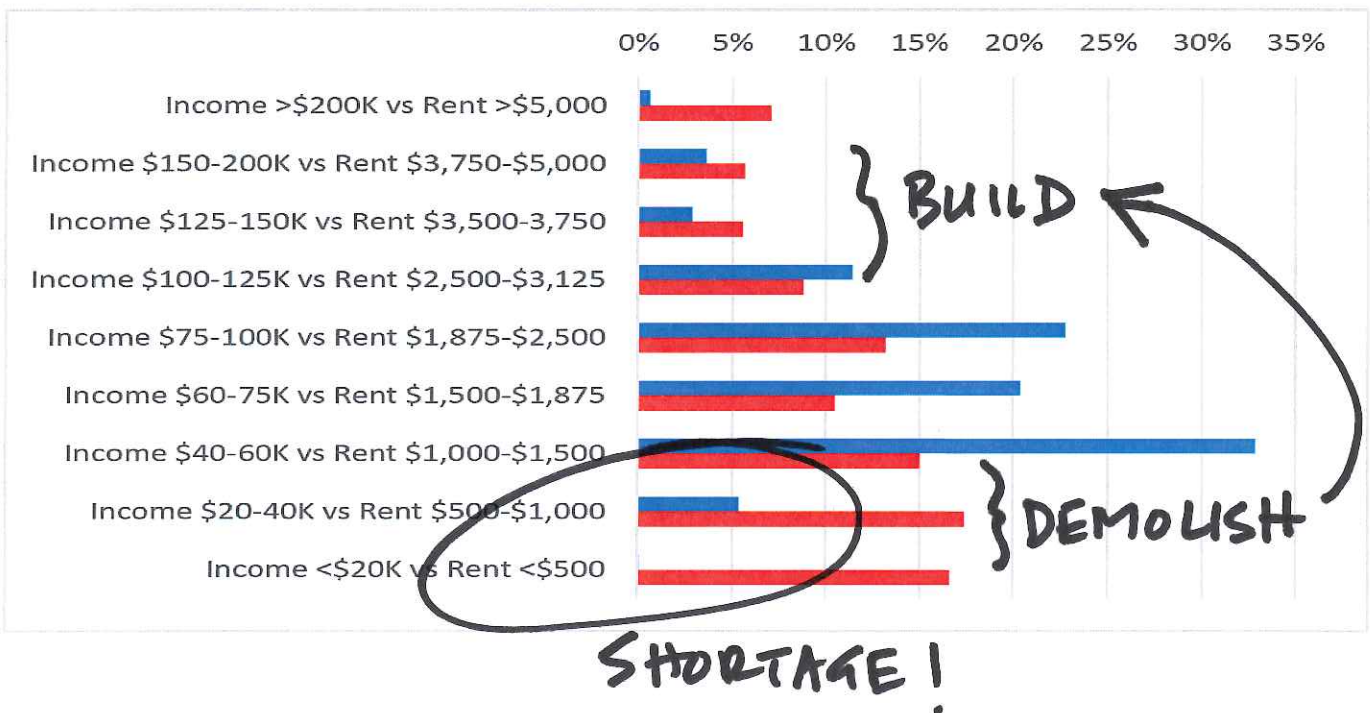 0% 5% 10% 15% 20% 25% 30% 35%
Income >$200K vs Rent >$5,000
Income $150-200K vs Rent $3,750-$5,000
Income $125-150K vs Rent $3,500-3,750
BUILD
Income $100-125K vs Rent $2,500-$3,125
Income $75-100K vs Rent $1,875-$2,500
Income $60-75K vs Rent $1,500-$1,875
Income $40-60K vs Rent $1,000-$1,500
Income $20-40K vs Rent $500-$1,000
DEMOLISH
Income <$20K vs Rent <$500
SHORTAGE!